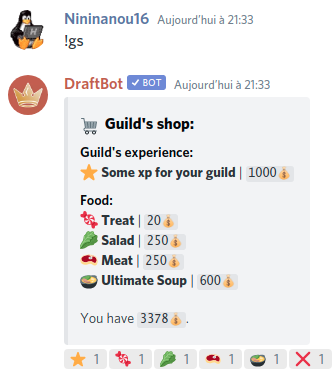 Nininanou16 Aujourd'hui à 21:33
!gs
DraftBot BOT Aujourd'hui à 21:33
Guild's shop:
Guild's experience:
Some xp for your guild | 1000
Food:
Treat | 20
Salad | 250
Meat | 250
Ultimate Soup | 600
You have 3378.
1 1 1 1 1 1